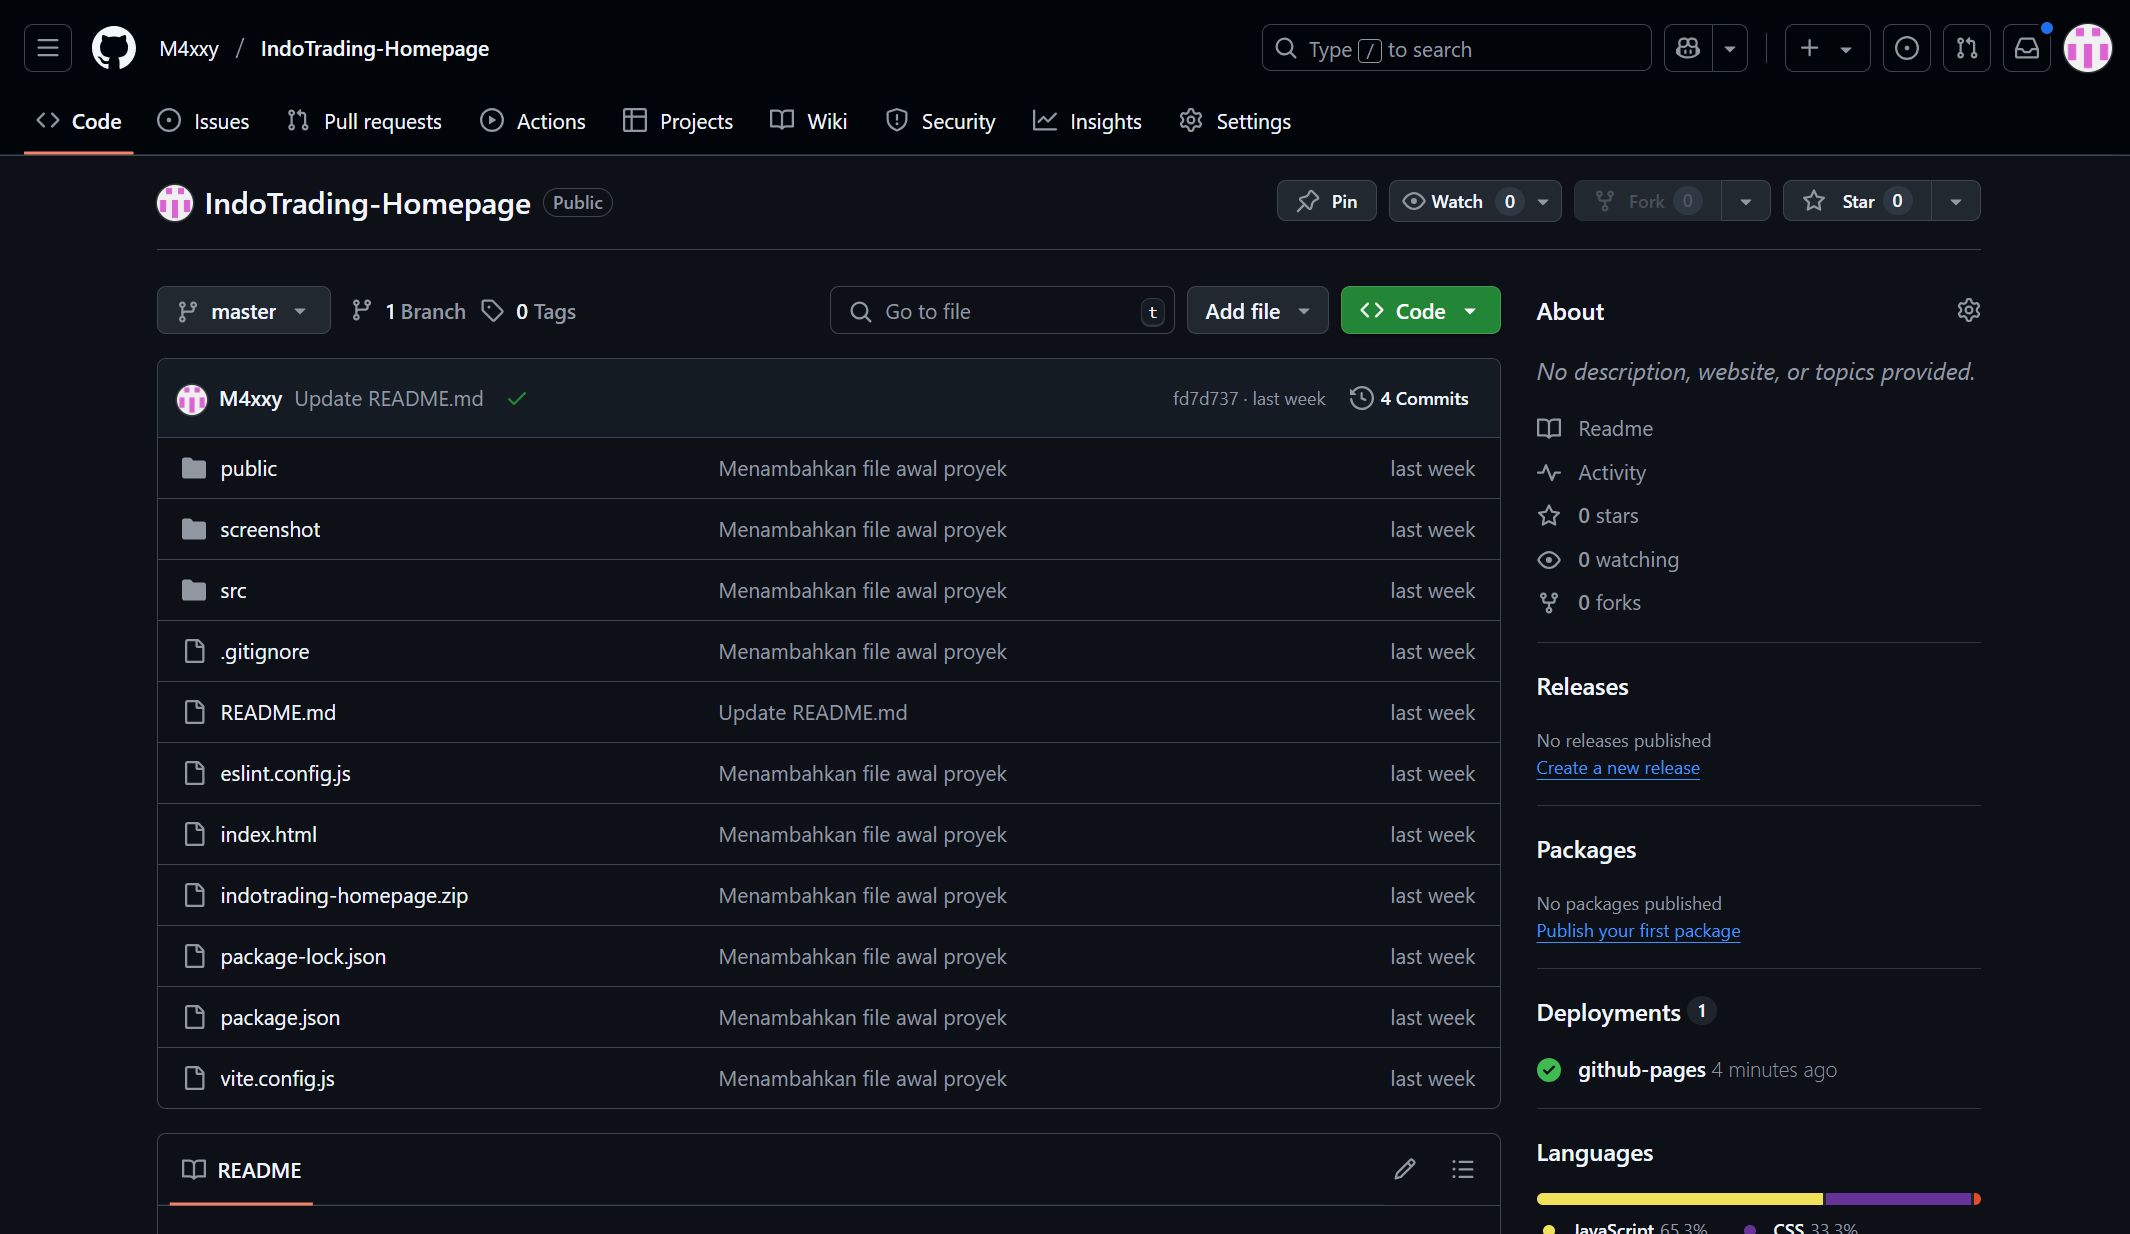 M4xxy / IndoTrading-Homepage
Type / to search
Code
Issues
Pull requests
Actions
Projects
Wiki
Security
Insights
Settings
IndoTrading-Homepage Public
Pin
Watch 0
Fork 0
Star 0
master
1 Branch
0 Tags
Go to file t
Add file
Code
M4xxy Update README.md
fd7d737 · last week
4 Commits
public Menambahkan file awal proyek last week
screenshot Menambahkan file awal proyek last week
src Menambahkan file awal proyek last week
.gitignore Menambahkan file awal proyek last week
README.md Update README.md last week
eslint.config.js Menambahkan file awal proyek last week
index.html Menambahkan file awal proyek last week
indotrading-homepage.zip Menambahkan file awal proyek last week
package-lock.json Menambahkan file awal proyek last week
package.json Menambahkan file awal proyek last week
vite.config.js Menambahkan file awal proyek last week
README
About
No description, website, or topics provided.
Readme
Activity
0 stars
0 watching
0 forks
Releases
No releases published
Create a new release
Packages
No packages published
Publish your first package
Deployments 1
github-pages 4 minutes ago
Languages
JavaScript 65.3% CSS 33.3%